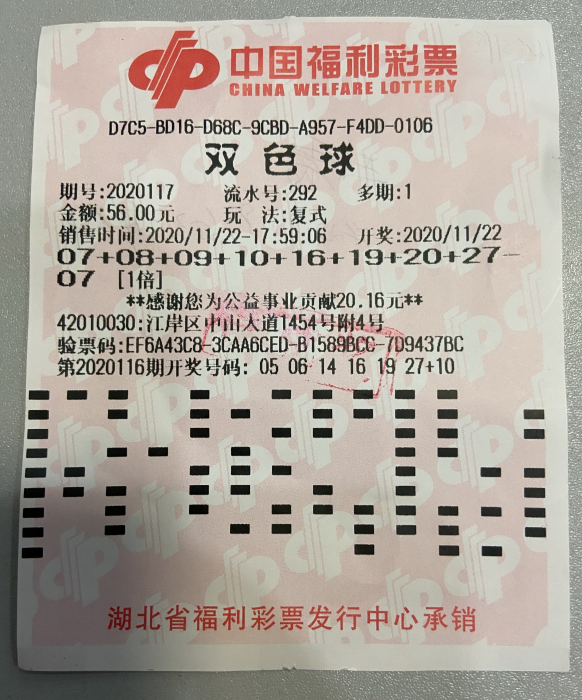 中国福利彩票
CHINA WELFARE LOTTERY
D7C5-BD16-D68C-9CBD-A957-F4DD-0106
双色球
期号:2020117 流水号:292 多期:1
金额:56.00元 玩 法:复式
销售时间:2020/11/22-17:59:06 开奖:2020/11/22
07+08+09+10+16+19+20+27-
07 [1倍]
**感谢您为公益事业贡献20.16元**
42010030:江岸区中山大道1454号附4号
验票码:EF6A43C8-3CAA6CED-B1589BCC-7D9437BC
第2020116期开奖号码: 05 06 14 16 19 27+10
湖北省福利彩票发行中心承销